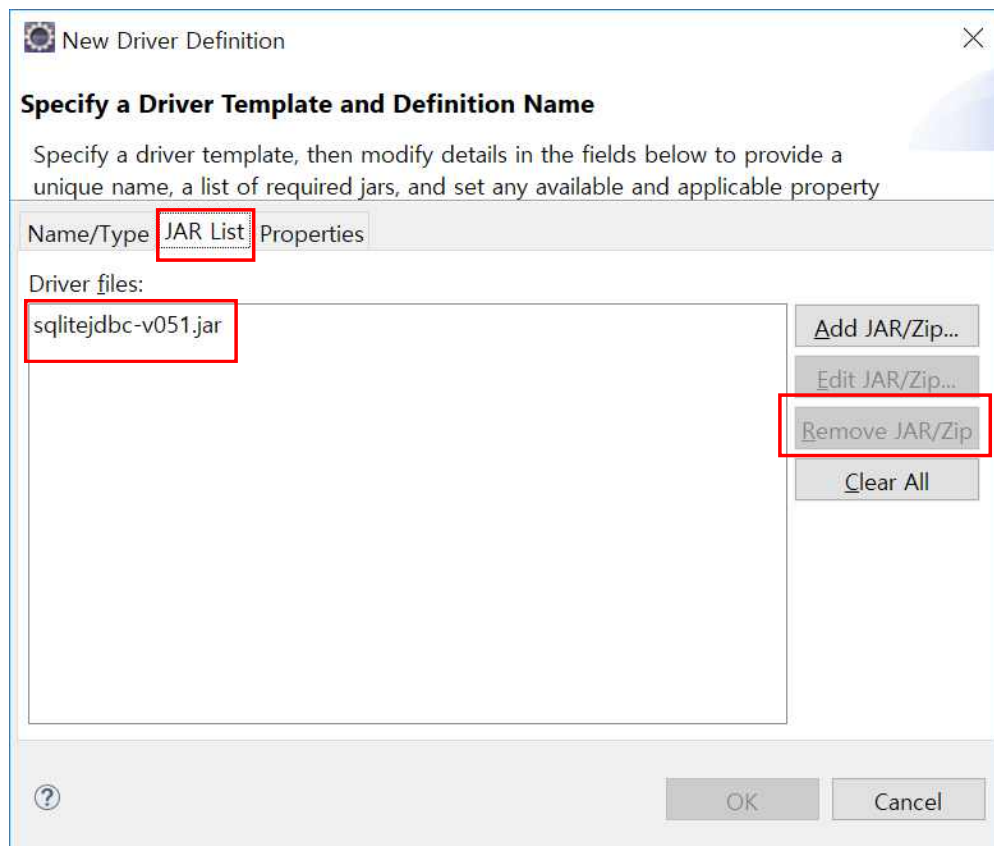 New Driver Definition
Specify a Driver Template and Definition Name
Specify a driver template, then modify details in the fields below to provide a
unique name, a list of required jars, and set any available and applicable property
Name/Type JAR List Properties
Driver files:
sqlitejdbc-v051.jar
Add JAR/Zip...
Edit JAR/Zip...
Remove JAR/Zip
Clear All
?
OK Cancel